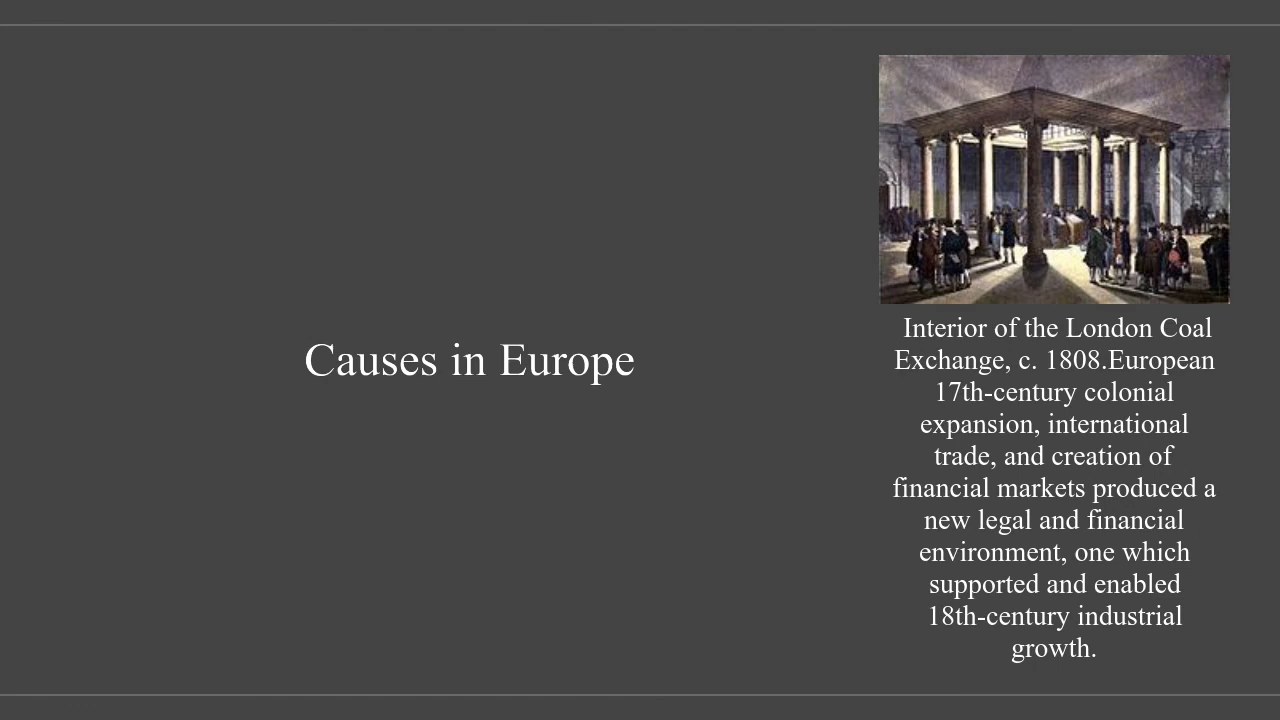 Causes in Europe
Interior of the London Coal
Exchange, c. 1808.European
17th-century colonial
expansion, international
trade, and creation of
financial markets produced a
new legal and financial
environment, one which
supported and enabled
18th-century industrial
growth.